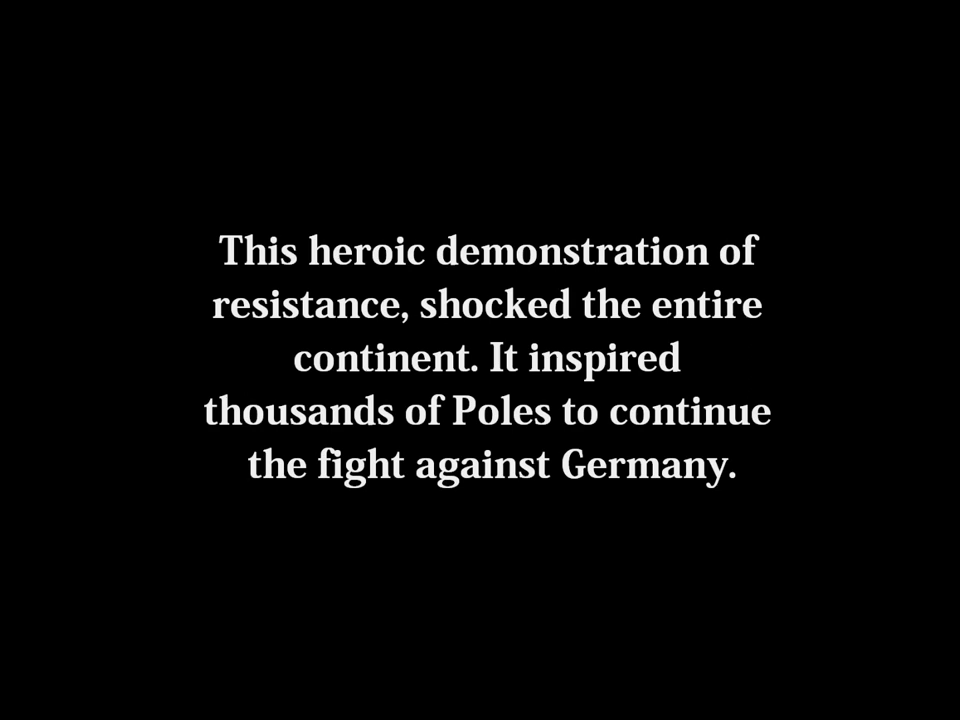 This heroic demonstration of
resistance, shocked the entire
continent. It inspired
thousands of Poles to continue
the fight against Germany.